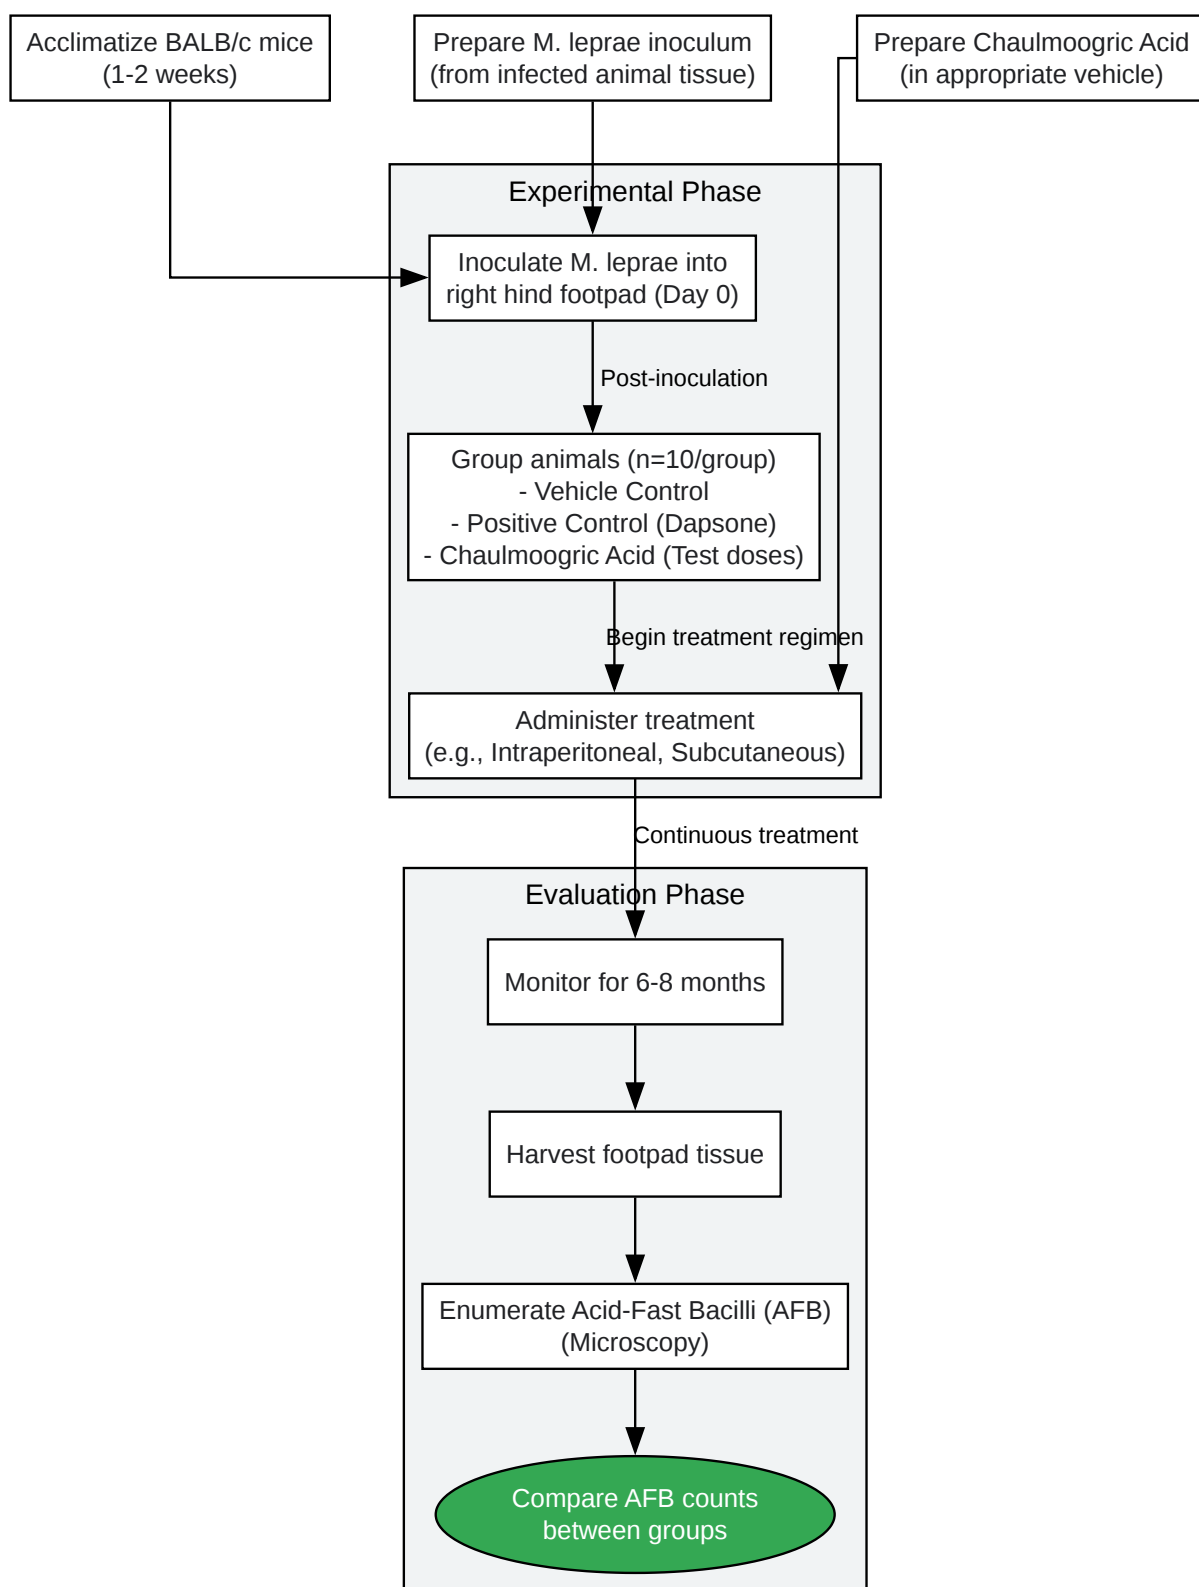 Acclimatize BALB/c mice
(1-2 weeks)
Prepare M. leprae inoculum
(from infected animal tissue)
Prepare Chaulmoogric Acid
(in appropriate vehicle)
Experimental Phase
Inoculate M. leprae into
right hind footpad (Day 0)
Post-inoculation
Group animals (n=10/group)
- Vehicle Control
- Positive Control (Dapsone)
- Chaulmoogric Acid (Test doses)
Begin treatment regimen
Administer treatment
(e.g., Intraperitoneal, Subcutaneous)
Continuous treatment
Evaluation Phase
Monitor for 6-8 months
Harvest footpad tissue
Enumerate Acid-Fast Bacilli (AFB)
(Microscopy)
Compare AFB counts
between groups